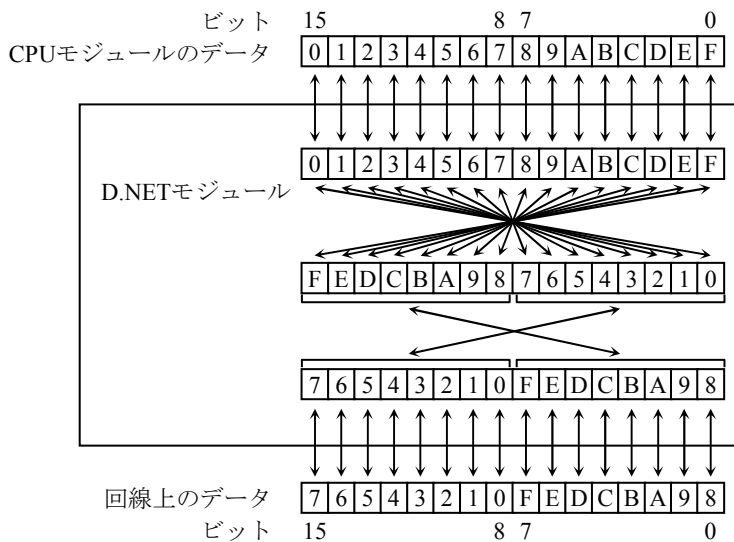 ビット 15 8 7 0
CPUモジュールのデータ 0 1 2 3 4 5 6 7 8 9 A B C D E F
0 1 2 3 4 5 6 7 8 9 A B C D E F
D.NETモジュール
F E D C B A 9 8 7 6 5 4 3 2 1 0
7 6 5 4 3 2 1 0 F E D C B A 9 8
回線上のデータ 7 6 5 4 3 2 1 0 F E D C B A 9 8
ビット 15 8 7 0